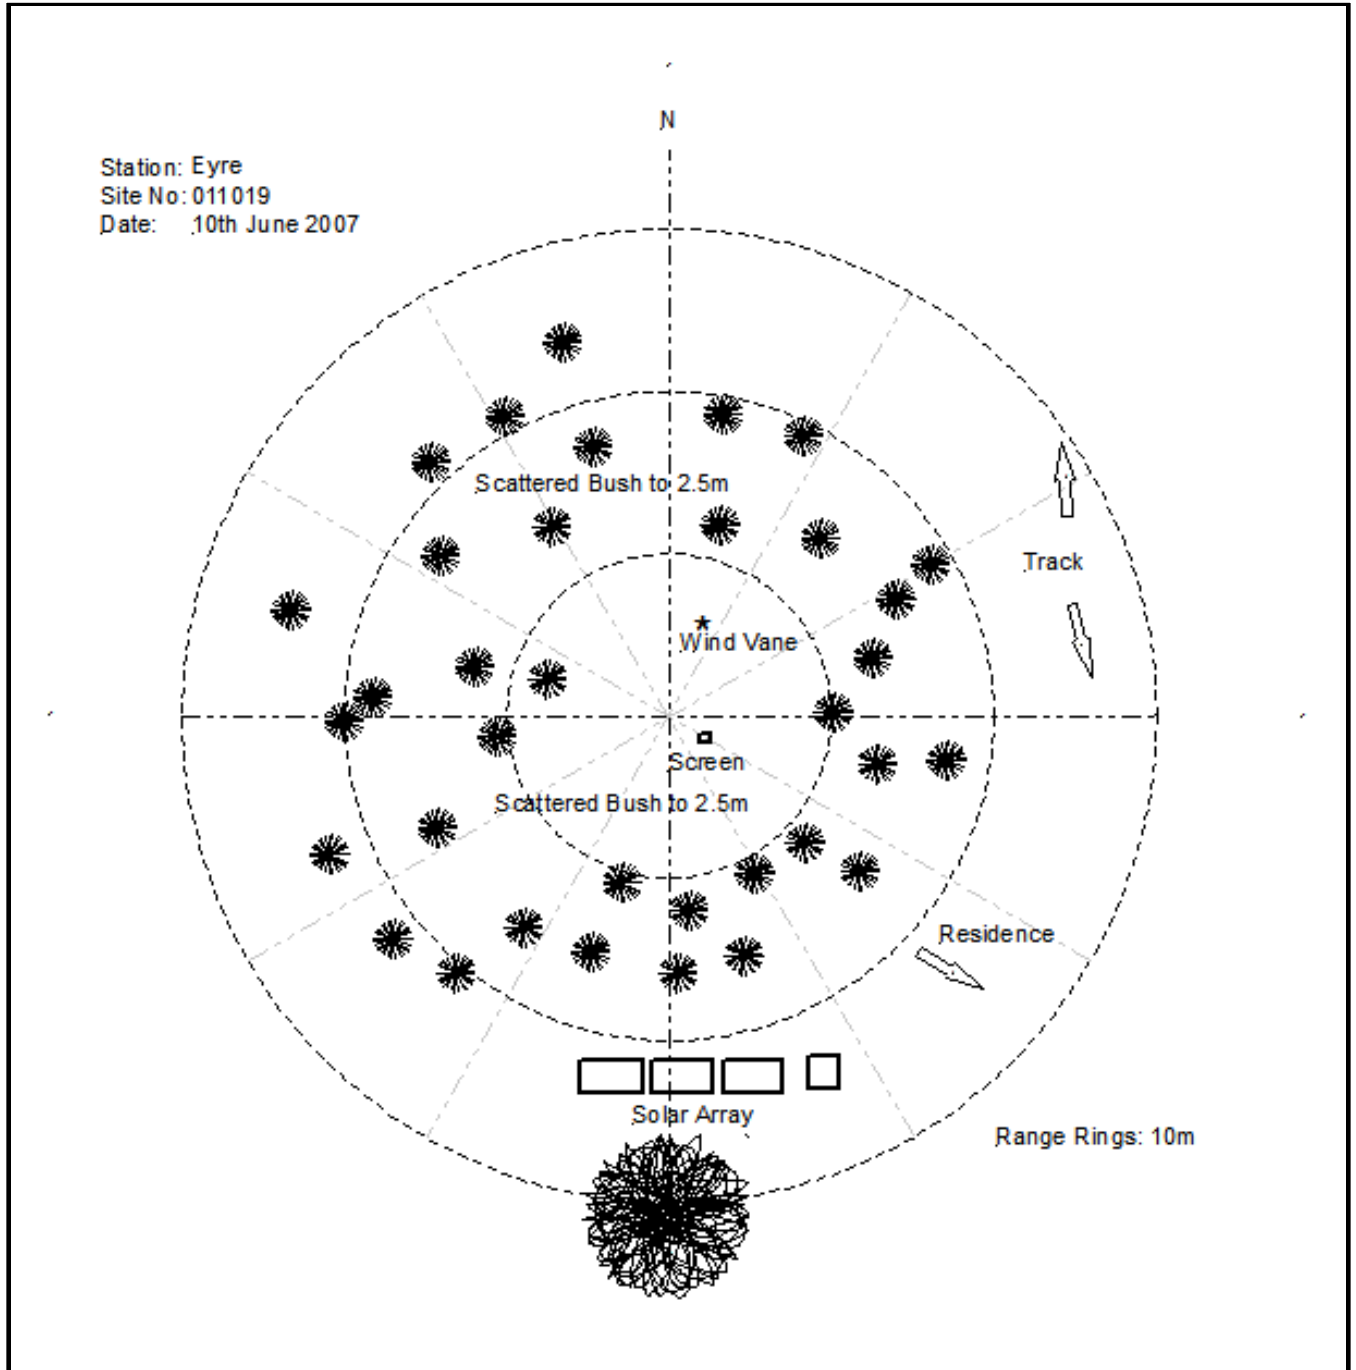 N
Station: Eyre
Site No: 011019
Date: 10th June 2007
Scattered Bush to 2.5m
Track
Wind Vane
Screen
Scattered Bush to 2.5m
Residence
Solar Array
Range Rings: 10m